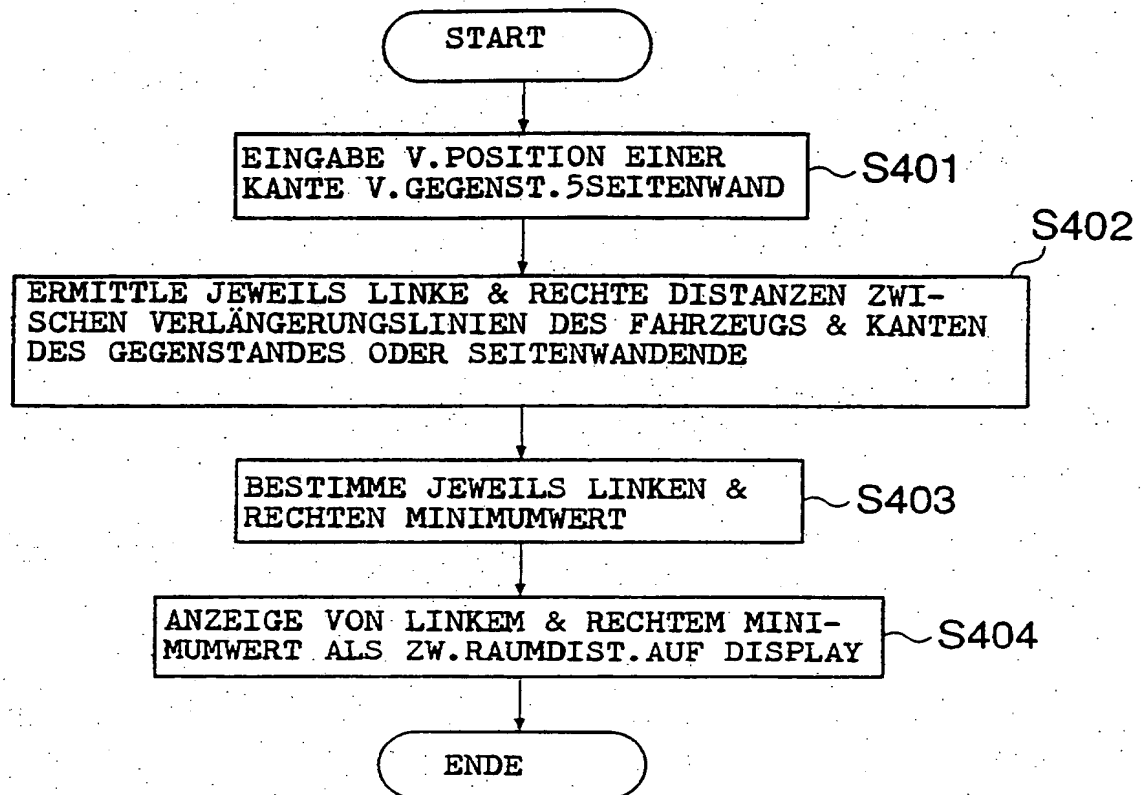 START
EINGABE V.POSITION EINER
KANTE V.GEGENST.5SEITENWAND
S401
S402
ERMITTLE JEWEILS LINKE & RECHTE DISTANZEN ZWI-
SCHEN VERLÄNGERUNGSLINIEN DES FAHRZEUGS & KANTEN
DES GEGENSTANDES ODER SEITENWANDENDE
BESTIMME JEWEILS LINKEN &
RECHTEN MINIMUMWERT
S403
ANZEIGE VON LINKEM & RECHTEM MINI-
MUMWERT ALS ZW.RAUMDIST.AUF DISPLAY
S404
ENDE